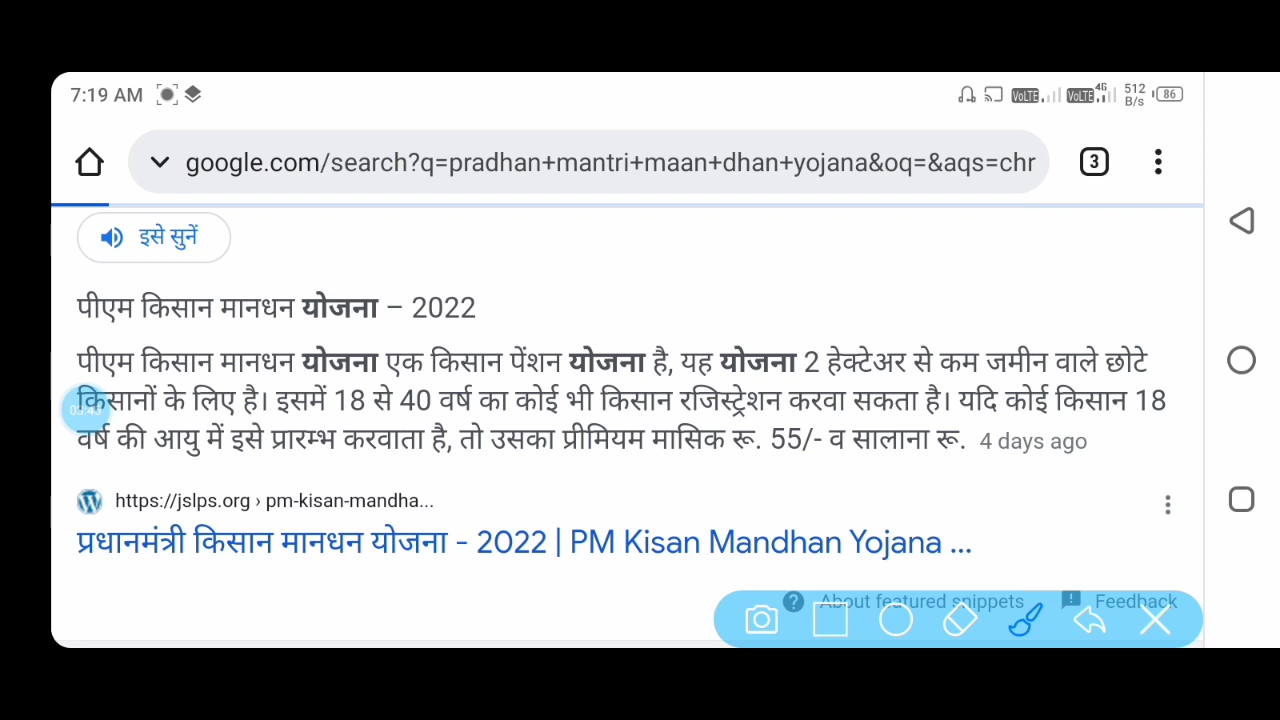 7:19 AM VoLTE VoLTE 4G 512 B/s 86
google.com/search?q=pradhan+mantri+maan+dhan+yojana&oq=&aqs=chr 3
इसे सुनें
पीएम किसान मानधन योजना – 2022
पीएम किसान मानधन योजना एक किसान पेंशन योजना है, यह योजना 2 हेक्टेअर से कम जमीन वाले छोटे
किसानों के लिए है। इसमें 18 से 40 वर्ष का कोई भी किसान रजिस्ट्रेशन करवा सकता है। यदि कोई किसान 18
वर्ष की आयु में इसे प्रारम्भ करवाता है, तो उसका प्रीमियम मासिक रू. 55/- व सालाना रू. 4 days ago
https://jslps.org › pm-kisan-mandha...
प्रधानमंत्री किसान मानधन योजना - 2022 | PM Kisan Mandhan Yojana ...
About featured snippets Feedback